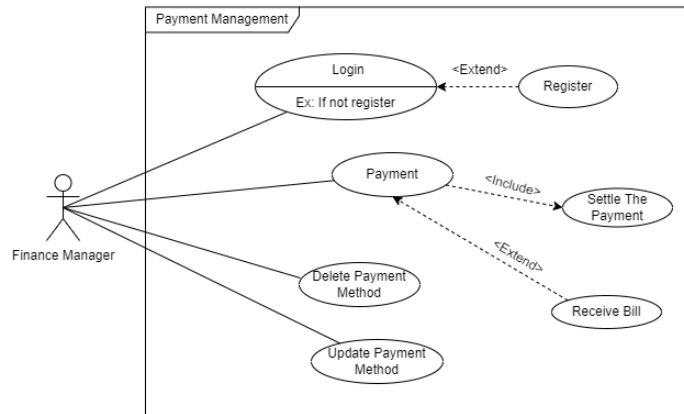 Payment Management
Login
<Extend>
Register
Ex: If not register
Payment
<Include>
Settle The
Payment
Finance Manager
<Extend>
Delete Payment
Method
Receive Bill
Update Payment
Method